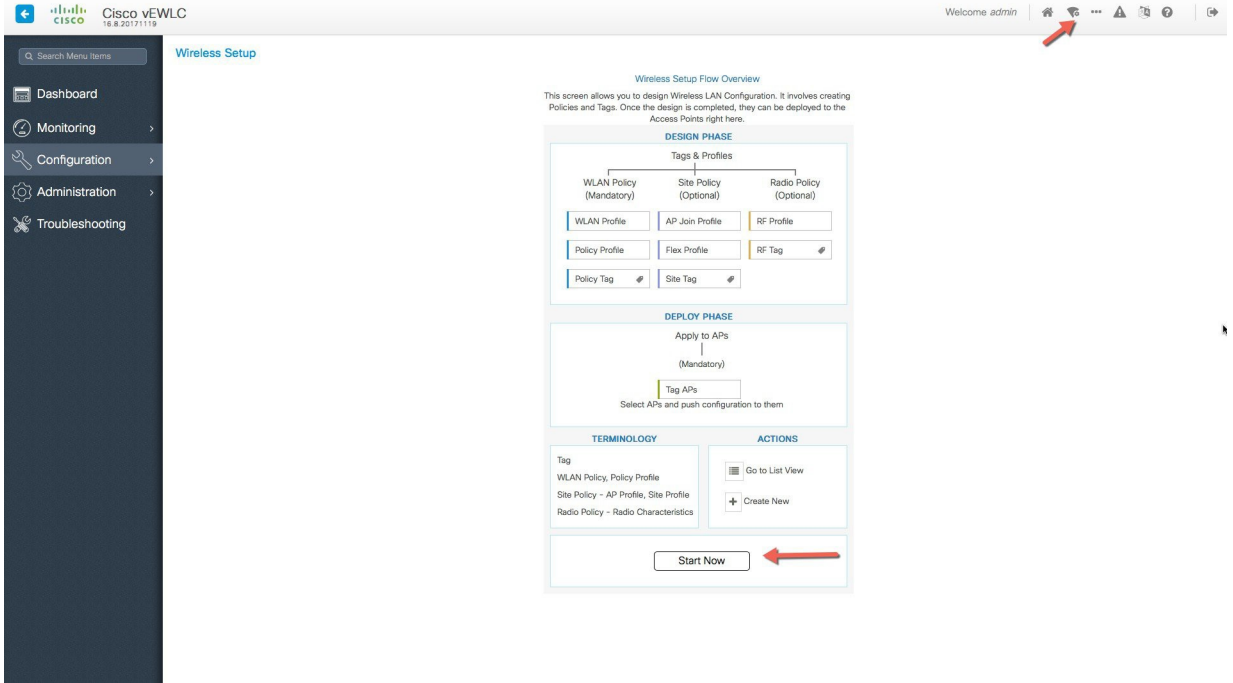 CISCO
Cisco vEWLC
16.8.20171119
Welcome admin
Search Menu Items
Dashboard
Monitoring
Configuration
Administration
Troubleshooting
Wireless Setup
Wireless Setup Flow Overview
This screen allows you to design Wireless LAN Configuration. It involves creating
Policies and Tags. Once the design is completed, they can be deployed to the
Access Points right here.
DESIGN PHASE
Tags & Profiles
WLAN Policy
(Mandatory)
Site Policy
(Optional)
Radio Policy
(Optional)
WLAN Profile
AP Join Profile
RF Profile
Policy Profile
Flex Profile
RF Tag
Policy Tag
Site Tag
DEPLOY PHASE
Apply to APs
(Mandatory)
Tag APs
Select APs and push configuration to them
TERMINOLOGY
Tag
WLAN Policy, Policy Profile
Site Policy - AP Profile, Site Profile
Radio Policy - Radio Characteristics
ACTIONS
Go to List View
Create New
Start Now